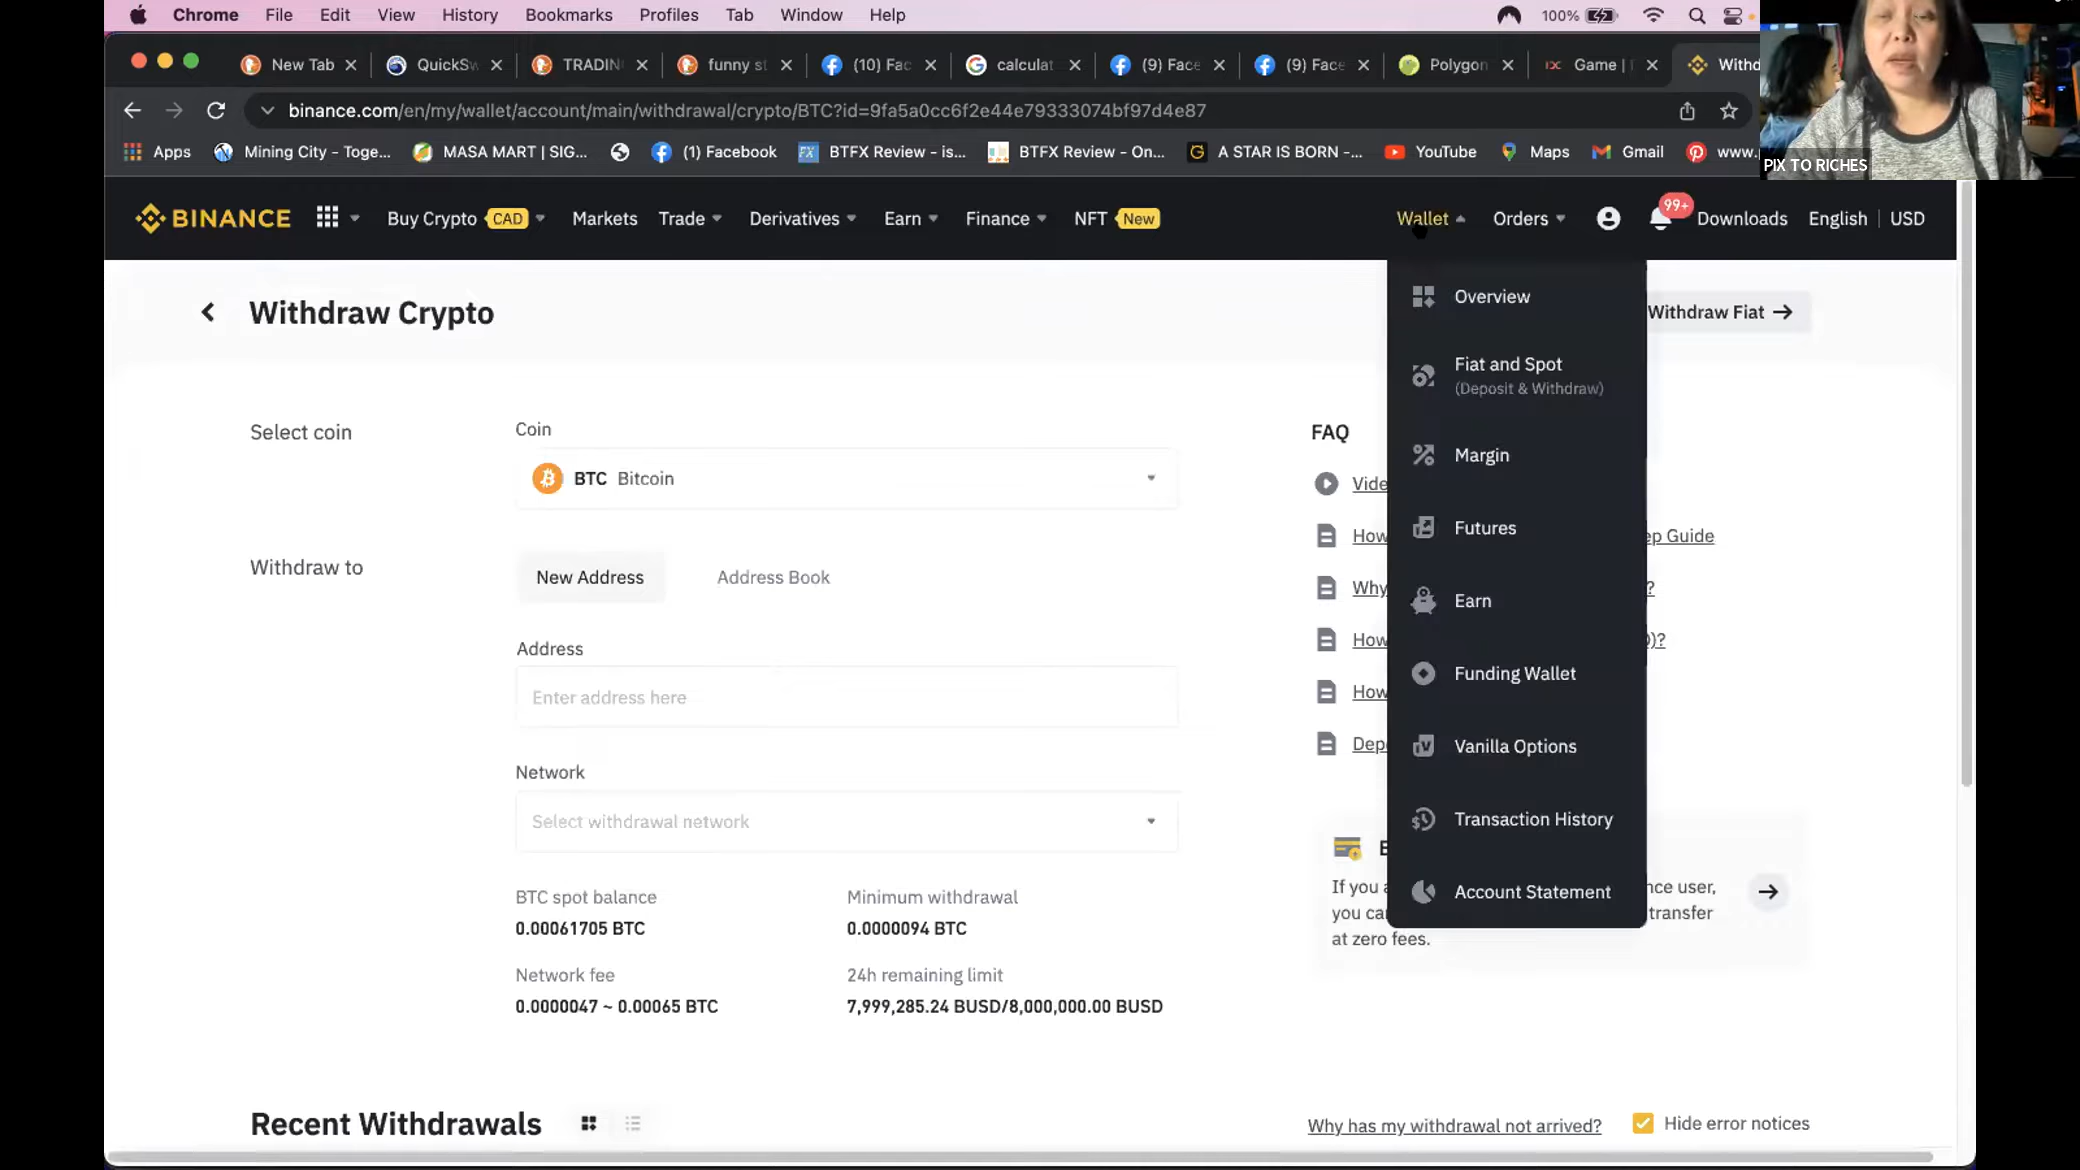 Chrome File Edit View History Bookmarks Profiles Tab Window Help 100%
New Tab QuickSw TRADIN funny st (10) Fac calculat (9) Face (9) Face Polygon Game | Withd
binance.com/en/my/wallet/account/main/withdrawal/crypto/BTC?id=9fa5a0cc6f2e44e79333074bf97d4e87
Apps Mining City - Toge... MASA MART | SIG... (1) Facebook BTFX Review - is... BTFX Review - On... A STAR IS BORN -... YouTube Maps Gmail www.
PIX TO RICHES
BINANCE Buy Crypto CAD Markets Trade Derivatives Earn Finance NFT New Wallet Orders 99+ Downloads English USD
Withdraw Crypto
Withdraw Fiat
Overview
Fiat and Spot
(Deposit & Withdraw)
Margin
Futures
Earn
Funding Wallet
Vanilla Options
Transaction History
Account Statement
Select coin
Coin
BTC Bitcoin
Withdraw to
New Address Address Book
Address
Enter address here
Network
Select withdrawal network
BTC spot balance
0.00061705 BTC
Minimum withdrawal
0.0000094 BTC
Network fee
0.0000047 ~ 0.00065 BTC
24h remaining limit
7,999,285.24 BUSD/8,000,000.00 BUSD
FAQ
Vide
How ep Guide
Why ?
How )?
How
Depo
If you a nce user,
you ca transfer
at zero fees.
Recent Withdrawals
Why has my withdrawal not arrived?
Hide error notices